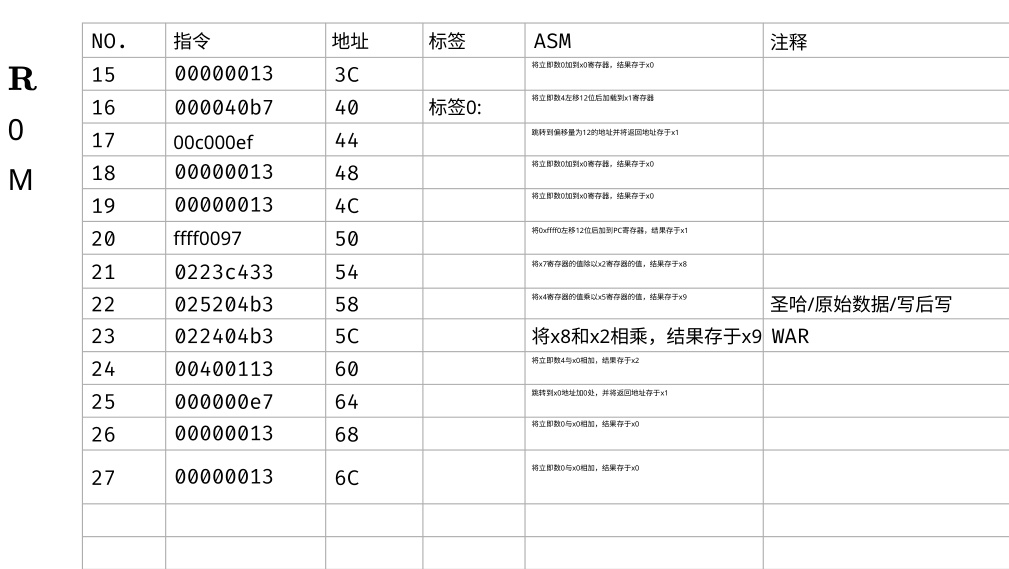 R
0
M
NO. 指令 地址 标签 ASM 注释
15 00000013 3C 将立即数0加到x0寄存器，结果存于x0
16 000040b7 40 标签0: 将立即数4左移12位后加载到x1寄存器
17 00c000ef 44 跳转到偏移量为12的地址并将返回地址存于x1
18 00000013 48 将立即数0加到x0寄存器，结果存于x0
19 00000013 4C 将立即数0加到x0寄存器，结果存于x0
20 ffff0097 50 将0xffff0左移12位后加到PC寄存器，结果存于x1
21 0223c433 54 将x7寄存器的值除以x2寄存器的值，结果存于x8
22 025204b3 58 将x4寄存器的值乘以x5寄存器的值，结果存于x9 圣哈/原始数据/写后写
23 022404b3 5C 将x8和x2相乘，结果存于x9 WAR
24 00400113 60 将立即数4与x0相加，结果存于x2
25 000000e7 64 跳转到x0地址加0处，并将返回地址存于x1
26 00000013 68 将立即数0与x0相加，结果存于x0
27 00000013 6C 将立即数0与x0相加，结果存于x0